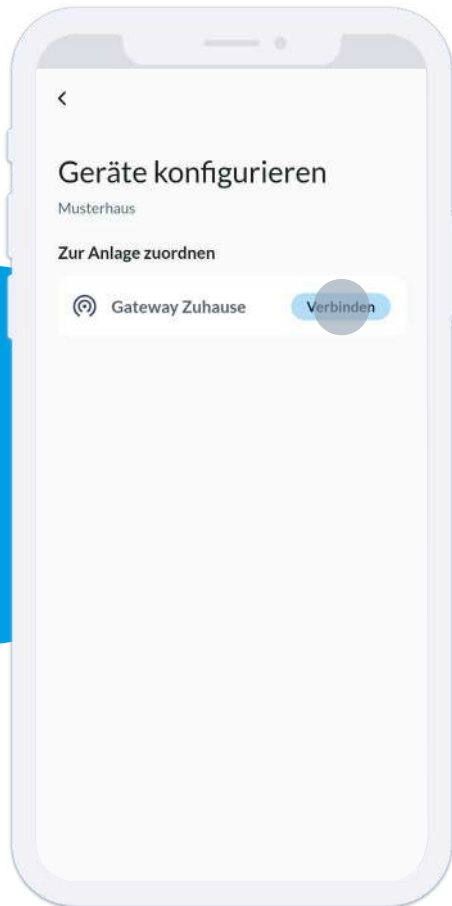 Geräte konfigurieren
Musterhaus
Zur Anlage zuordnen
Gateway Zuhause Verbinden